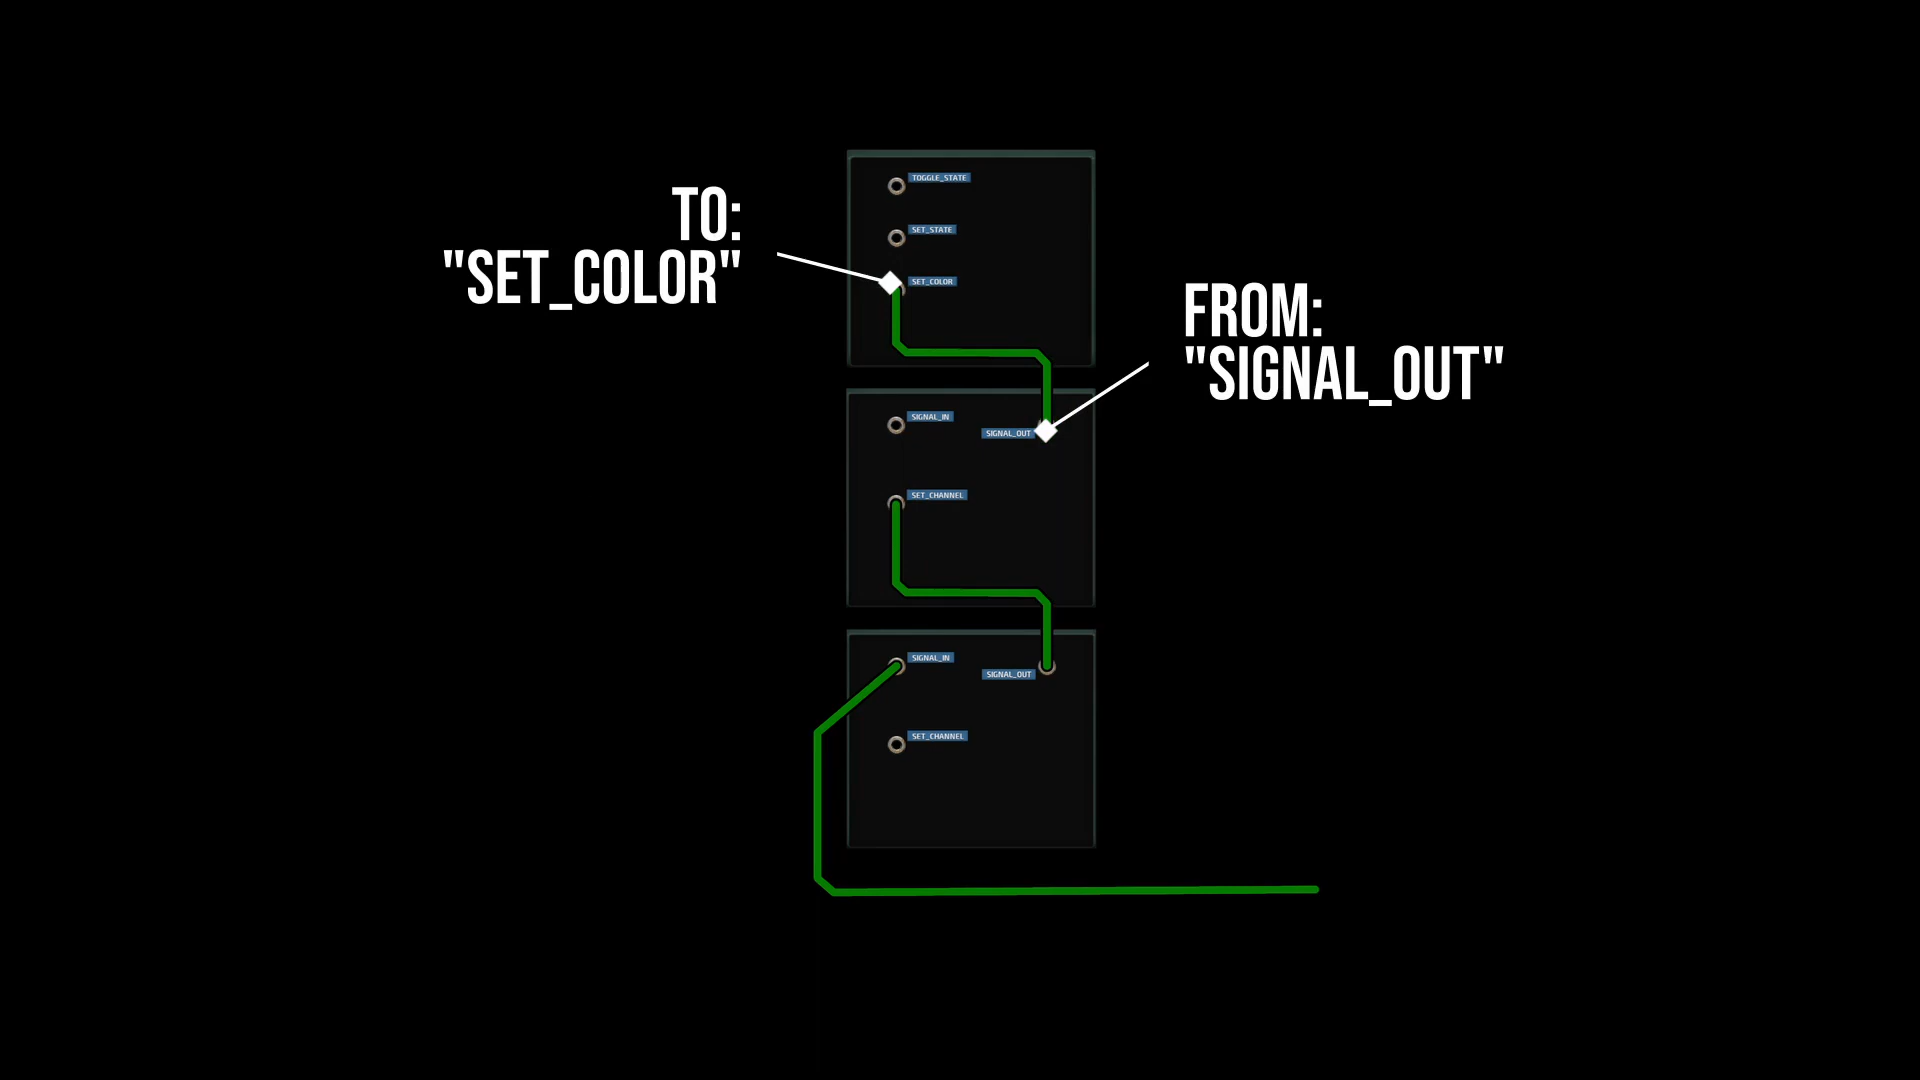 TOGGLE_STATE
TO:
"SET_COLOR"
SET_STATE
SET_COLOR
FROM:
"SIGNAL_OUT"
SIGNAL_IN
SIGNAL_OUT
SET_CHANNEL
SIGNAL_IN
SIGNAL_OUT
SET_CHANNEL